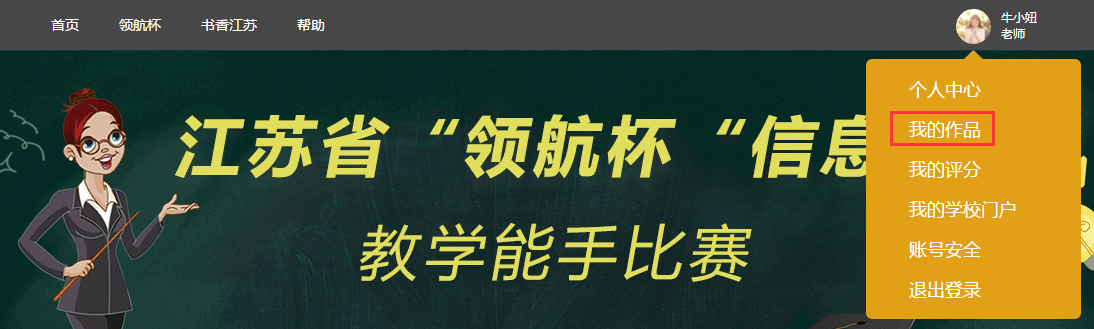 首页 领航杯 书香江苏 帮助
牛小妞
老师
个人中心
我的作品
我的评分
我的学校门户
账号安全
退出登录
江苏省“领航杯“信息
教学能手比赛